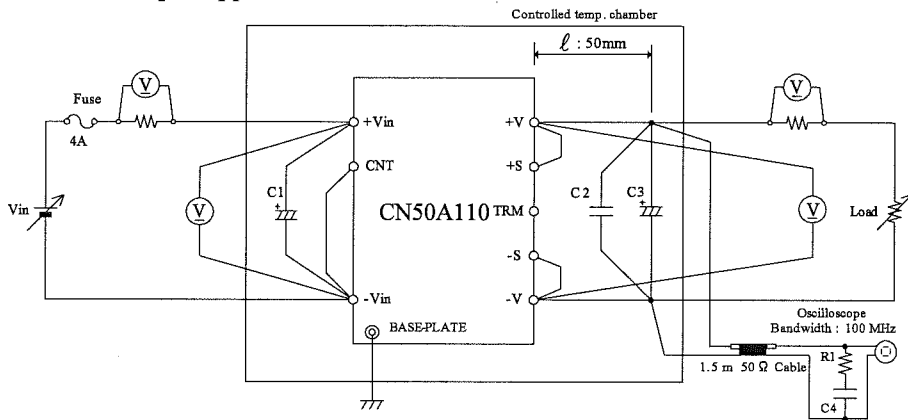 Controlled temp. chamber
ℓ : 50mm
V
Fuse
4A
V
+Vin
+V
CNT
+S
C1
+
C2
C3
+
Vin
V
CN50A110
TRM
V
Load
-S
-Vin
-V
BASE-PLATE
Oscilloscope
Bandwidth : 100 MHz
R1
1.5 m 50 Ω Cable
C4